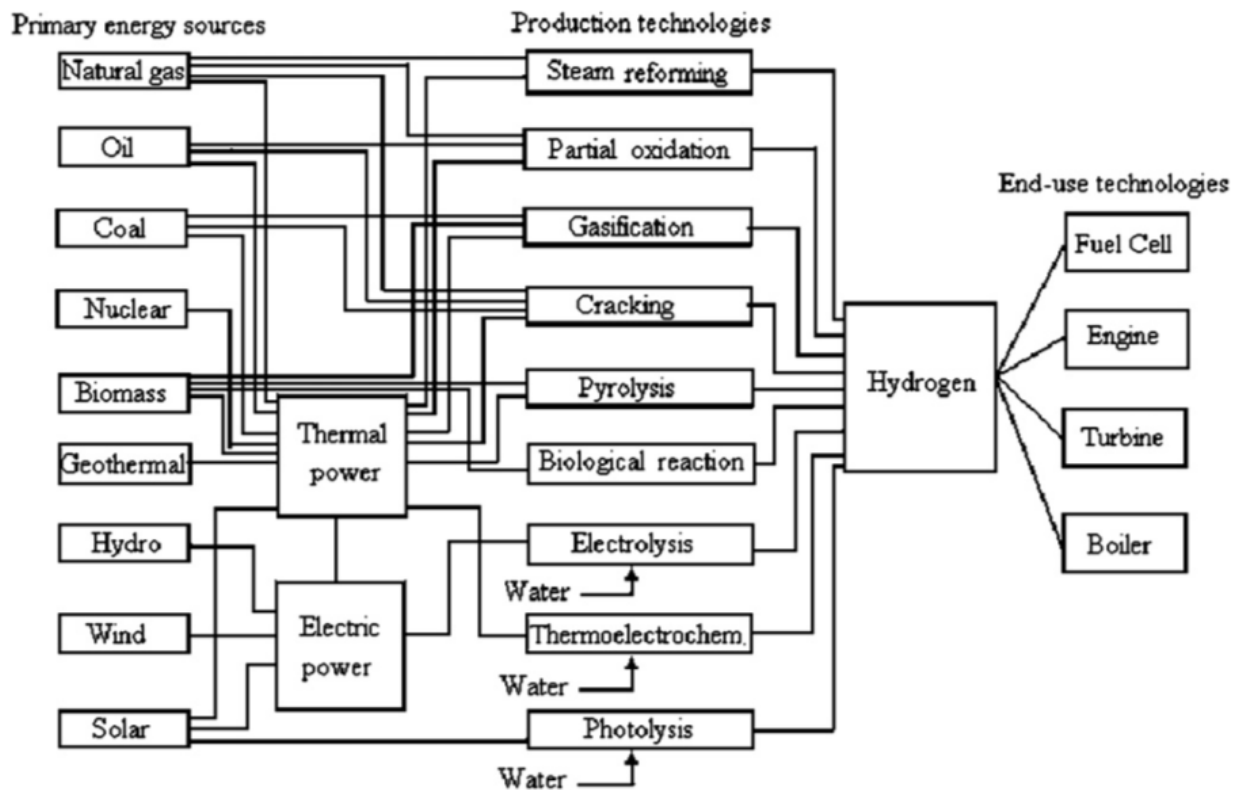 Primary energy sources
Production technologies
Natural gas
Steam reforming
Oil
Partial oxidation
End-use technologies
Coal
Gasification
Fuel Cell
Nuclear
Cracking
Engine
Biomass
Pyrolysis
Hydrogen
Thermal
power
Turbine
Geothermal
Biological reaction
Hydro
Electrolysis
Boiler
Water
Wind
Electric
power
Thermoelectrochem.
Water
Solar
Photolysis
Water